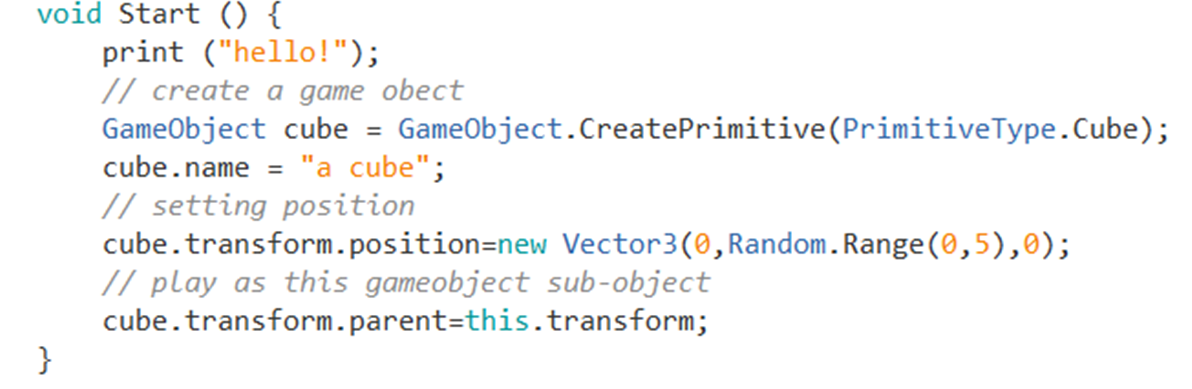 void Start () {
    print ("hello!");
    // create a game obect
    GameObject cube = GameObject.CreatePrimitive(PrimitiveType.Cube);
    cube.name = "a cube";
    // setting position
    cube.transform.position=new Vector3(0,Random.Range(0,5),0);
    // play as this gameobject sub-object
    cube.transform.parent=this.transform;
}